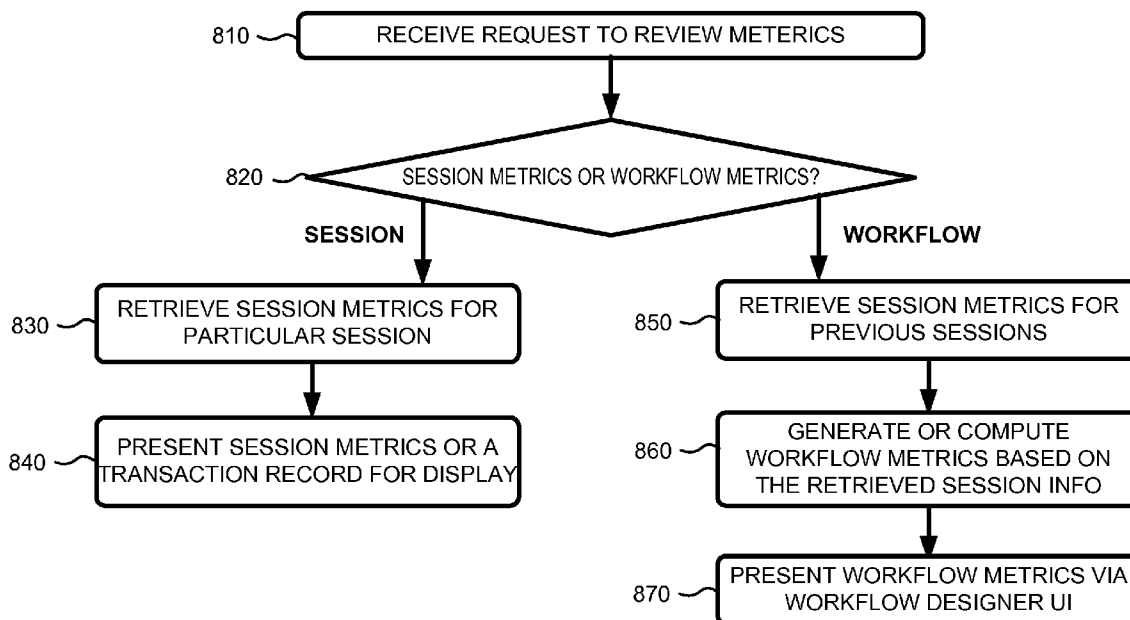 810
RECEIVE REQUEST TO REVIEW METERICS
820
SESSION METRICS OR WORKFLOW METRICS?
SESSION
WORKFLOW
830
RETRIEVE SESSION METRICS FOR
PARTICULAR SESSION
840
PRESENT SESSION METRICS OR A
TRANSACTION RECORD FOR DISPLAY
850
RETRIEVE SESSION METRICS FOR
PREVIOUS SESSIONS
860
GENERATE OR COMPUTE
WORKFLOW METRICS BASED ON
THE RETRIEVED SESSION INFO
870
PRESENT WORKFLOW METRICS VIA
WORKFLOW DESIGNER UI